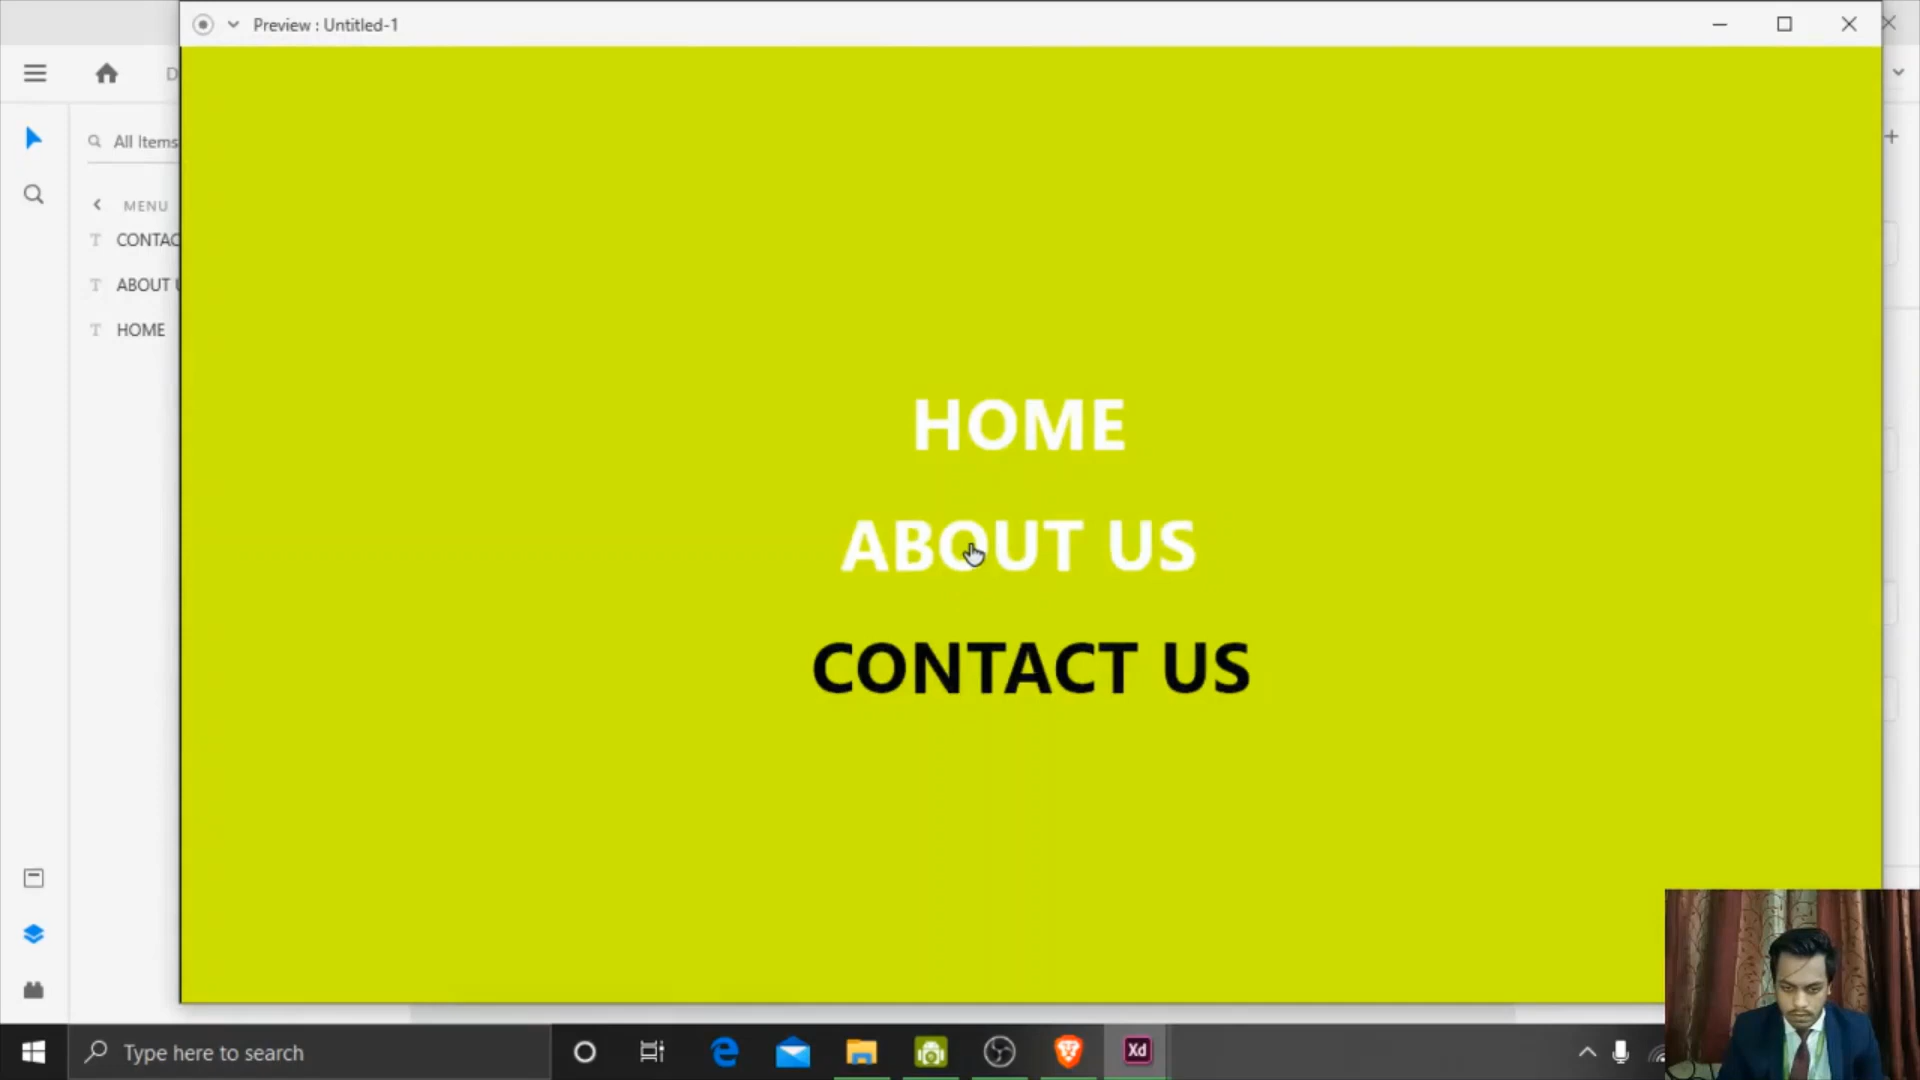 Preview : Untitled-1
D
All Items
MENU
CONTAC
ABOUT U
HOME
HOME
ABOUT US
CONTACT US
Type here to search
Xd